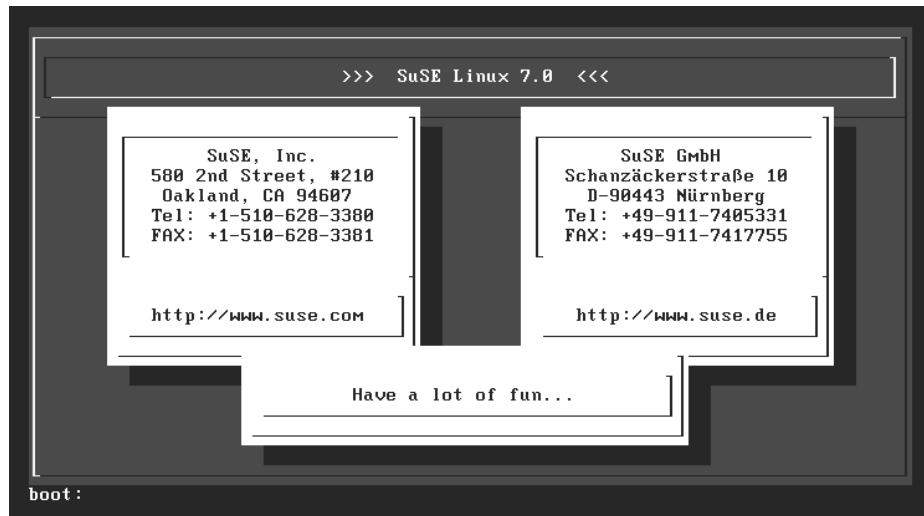 >>> SuSE Linux 7.0 <<<
SuSE, Inc.
580 2nd Street, #210
Oakland, CA 94607
Tel: +1-510-628-3380
FAX: +1-510-628-3381
http://www.suse.com
SuSE GmbH
Schanzäckerstraße 10
D-90443 Nürnberg
Tel: +49-911-7405331
FAX: +49-911-7417755
http://www.suse.de
Have a lot of fun...
boot: